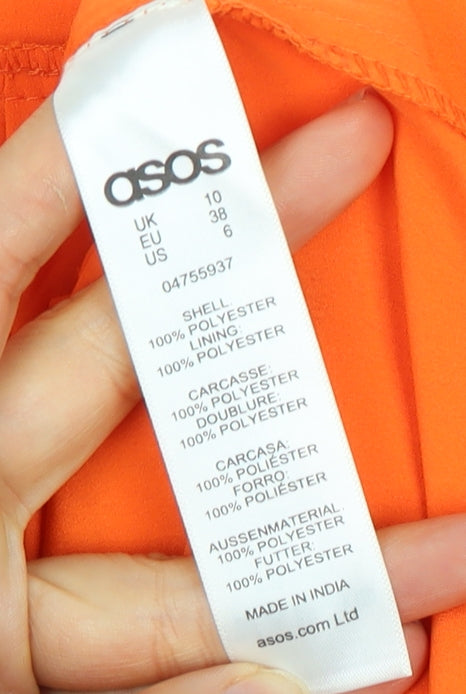 asos
UK 10
EU 38
US 6
04755937
SHELL:
100% POLYESTER
LINING:
100% POLYESTER
CARCASSE:
100% POLYESTER
DOUBLURE:
100% POLYESTER
CARCASA:
100% POLIÉSTER
FORRO:
100% POLIÉSTER
AUSSENMATERIAL:
100% POLYESTER
FUTTER:
100% POLYESTER
MADE IN INDIA
asos.com Ltd